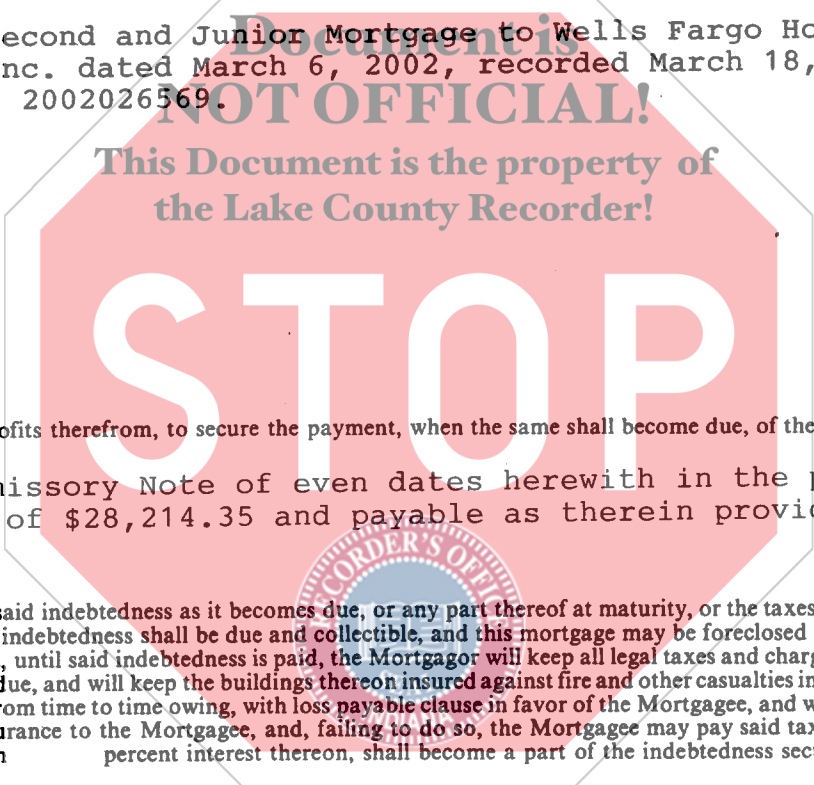 Document is
econd and Junior Mortgage to Wells Fargo Ho
nc. dated March 6, 2002, recorded March 18,
2002026569.
NOT OFFICIAL!
This Document is the property of
the Lake County Recorder!
STOP
ofits therefrom, to secure the payment, when the same shall become due, of the
issory Note of even dates herewith in the p
of $28,214.35 and payable as therein provid
RECORDER'S OFFIC
said indebtedness as it becomes due, or any part thereof at maturity, or the taxes
indebtedness shall be due and collectible, and this mortgage may be foreclosed
, until said indebtedness is paid, the Mortgagor will keep all legal taxes and charg
due, and will keep the buildings thereon insured against fire and other casualties in
rom time to time owing, with loss payable clause in favor of the Mortgagee, and w
urance to the Mortgagee, and, failing to do so, the Mortgagee may pay said tax
percent interest thereon, shall become a part of the indebtedness sec
INDIANA